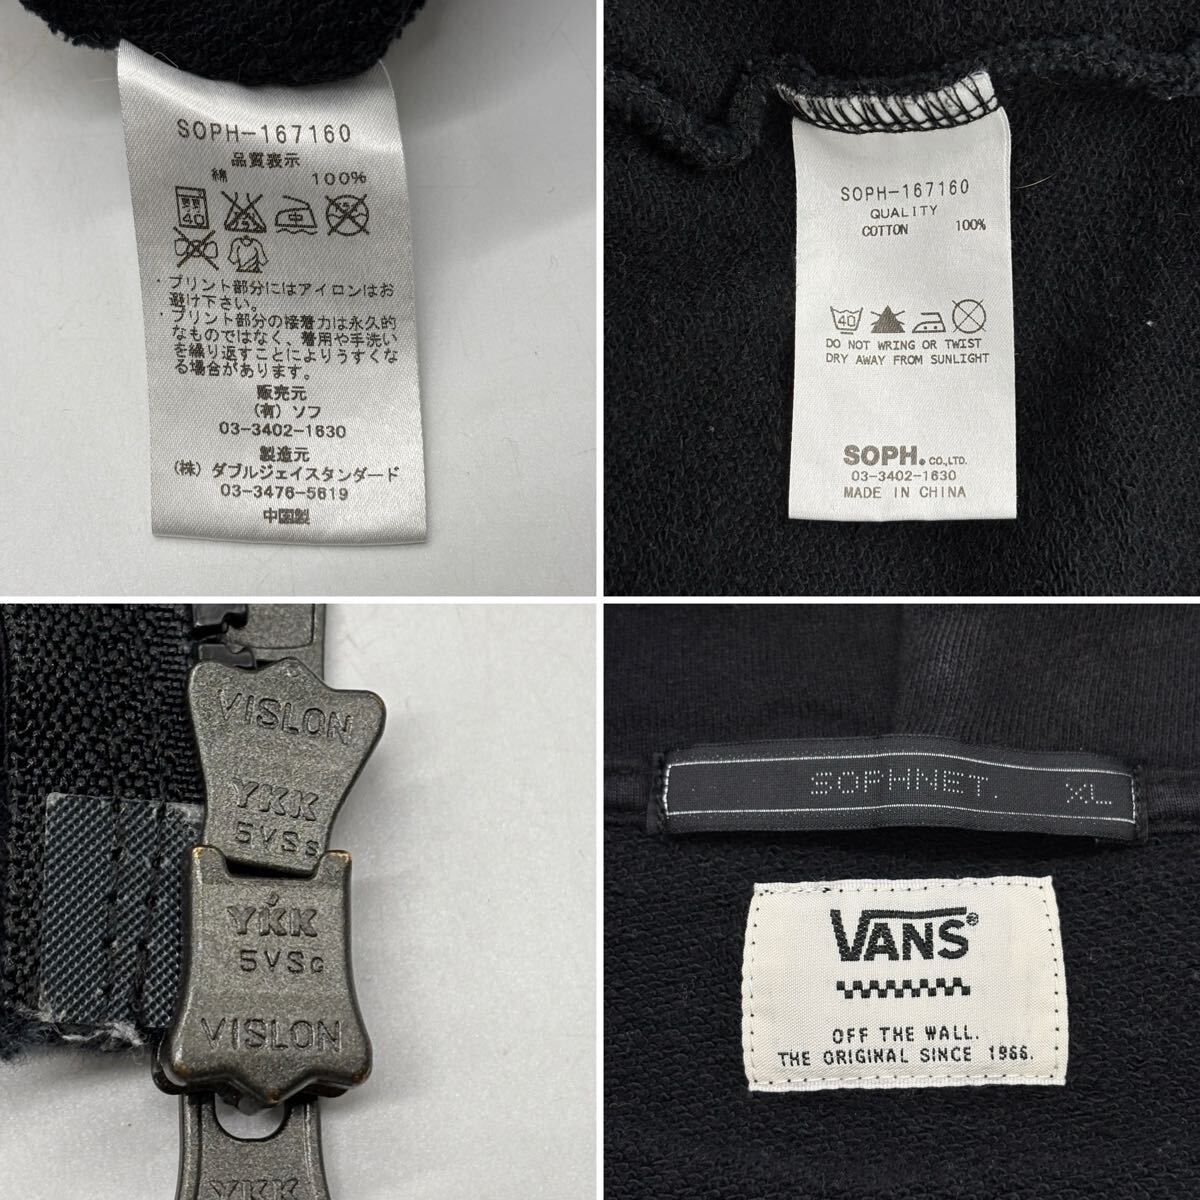 SOPH-167160
品質表示
綿 100%
40
中
・プリント部分にはアイロンはお
避け下さい。
・プリント部分の接着力は永久的
なものではなく、着用や手洗い
を繰り返すことによりうすくな
る場合があります。
販売元
(有) ソフ
03-3402-1630
製造元
(株) ダブルジェイスタンダード
03-3476-5619
中国製
SOPH-167160
QUALITY
COTTON 100%
40
DO NOT WRING OR TWIST
DRY AWAY FROM SUNLIGHT
SOPH. CO.,LTD.
03-3402-1630
MADE IN CHINA
VISLON
YKK
5VS s
YKK
5VSC
VISLON
YKK
SOPHNET. XL
VANS®
OFF THE WALL.
THE ORIGINAL SINCE 1966.